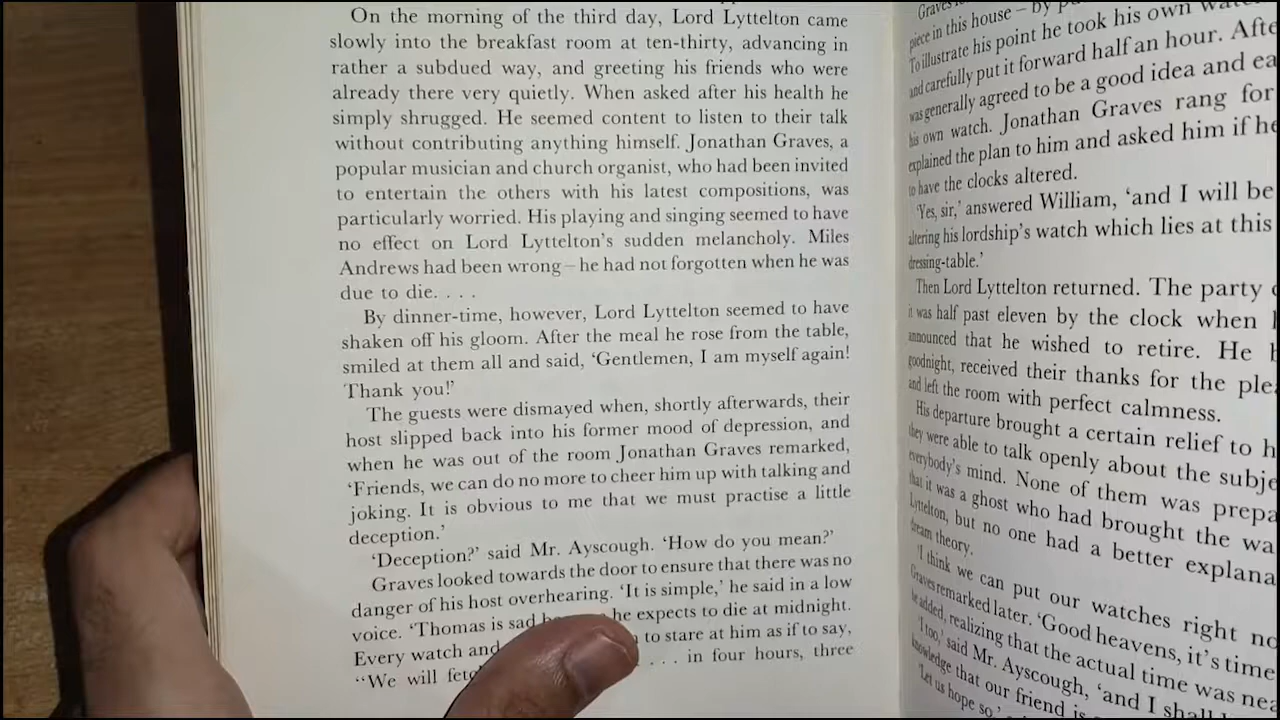 On the morning of the third day, Lord Lyttelton came
slowly into the breakfast room at ten-thirty, advancing in
rather a subdued way, and greeting his friends who were
already there very quietly. When asked after his health he
simply shrugged. He seemed content to listen to their talk
without contributing anything himself. Jonathan Graves, a
popular musician and church organist, who had been invited
to entertain the others with his latest compositions, was
particularly worried. His playing and singing seemed to have
no effect on Lord Lyttelton's sudden melancholy. Miles
Andrews had been wrong – he had not forgotten when he was
due to die. . . .
By dinner-time, however, Lord Lyttelton seemed to have
shaken off his gloom. After the meal he rose from the table,
smiled at them all and said, 'Gentlemen, I am myself again!
Thank you!'
The guests were dismayed when, shortly afterwards, their
host slipped back into his former mood of depression, and
when he was out of the room Jonathan Graves remarked,
'Friends, we can do no more to cheer him up with talking and
joking. It is obvious to me that we must practise a little
deception.'
'Deception?' said Mr. Ayscough. 'How do you mean?'
Graves looked towards the door to ensure that there was no
danger of his host overhearing. 'It is simple,' he said in a low
voice. 'Thomas is sad he expects to die at midnight.
Every watch and to stare at him as if to say,
"We will . . . in four hours, three
Graves
piece in this house – by
To illustrate his point he took his own
and carefully put it forward half an hour.
was generally agreed to be a good idea and
his own watch. Jonathan Graves rang for
explained the plan to him and asked him if
to have the clocks altered.
'Yes, sir,' answered William, 'and I will be
altering his lordship's watch which lies at this
dressing-table.'
Then Lord Lyttelton returned. The party
it was half past eleven by the clock when
announced that he wished to retire. He
goodnight, received their thanks for the
and left the room with perfect calmness.
His departure brought a certain relief to
they were able to talk openly about the
everybody's mind. None of them was
that it was a ghost who had brought the
Lyttelton, but no one had a better
dream theory.
'I think we can put our watches right
Graves remarked later. 'Good heavens, it's time
he added, realizing that the actual time was
'I too,' said Mr. Ayscough, 'and I
knowledge that our friend is
'Let us hope so,'